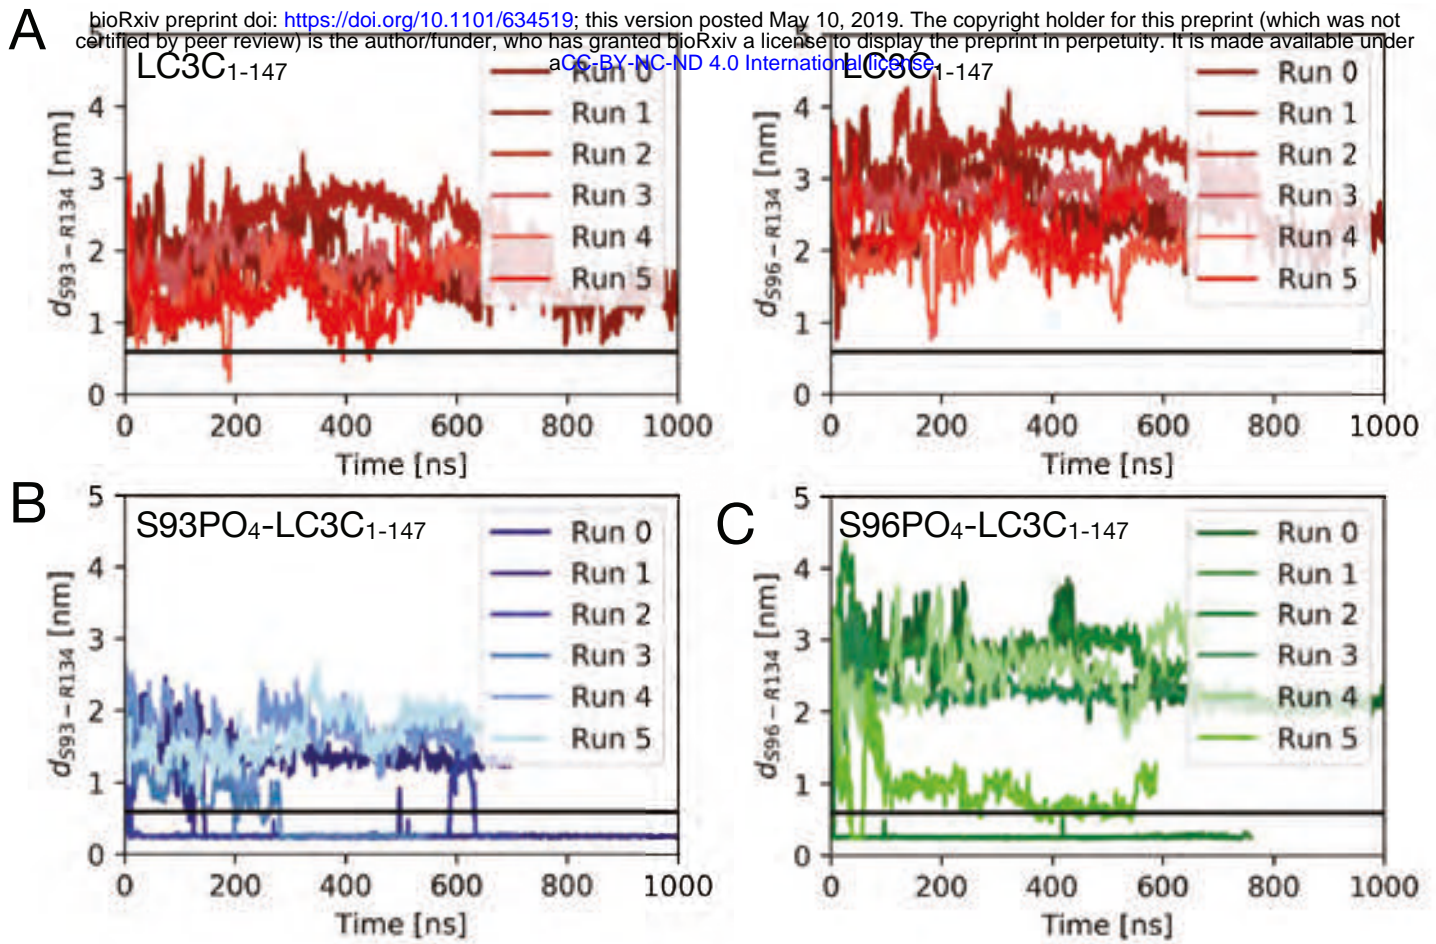 bioRxiv preprint doi: https://doi.org/10.1101/634519; this version posted May 10, 2019. The copyright holder for this preprint (which was not
certified by peer review) is the author/funder, who has granted bioRxiv a license to display the preprint in perpetuity. It is made available under
aCC-BY-NC-ND 4.0 International license.
A
LC3C1-147
Run 0
Run 1
Run 2
Run 3
Run 4
Run 5
5
4
3
2
1
0
dS93−R134 [nm]
0 200 400 600 800 1000
Time [ns]
LC3C1-147
Run 0
Run 1
Run 2
Run 3
Run 4
Run 5
5
4
3
2
1
0
dS96−R134 [nm]
0 200 400 600 800 1000
Time [ns]
B
S93PO4-LC3C1-147
Run 0
Run 1
Run 2
Run 3
Run 4
Run 5
5
4
3
2
1
0
dS93−R134 [nm]
0 200 400 600 800 1000
Time [ns]
C
S96PO4-LC3C1-147
Run 0
Run 1
Run 2
Run 3
Run 4
Run 5
5
4
3
2
1
0
dS96−R134 [nm]
0 200 400 600 800 1000
Time [ns]